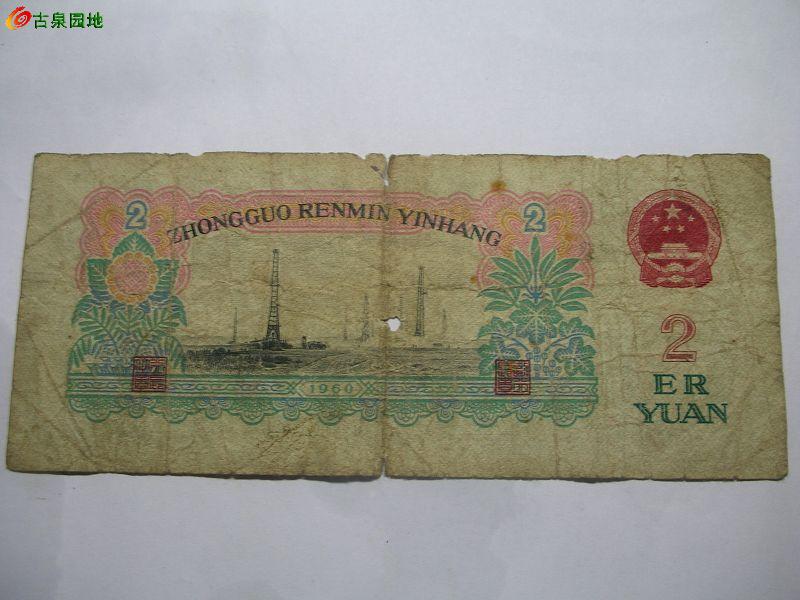 古泉园地
2
ZHONGGUO RENMIN YINHANG
2
1960
2
ER
YUAN